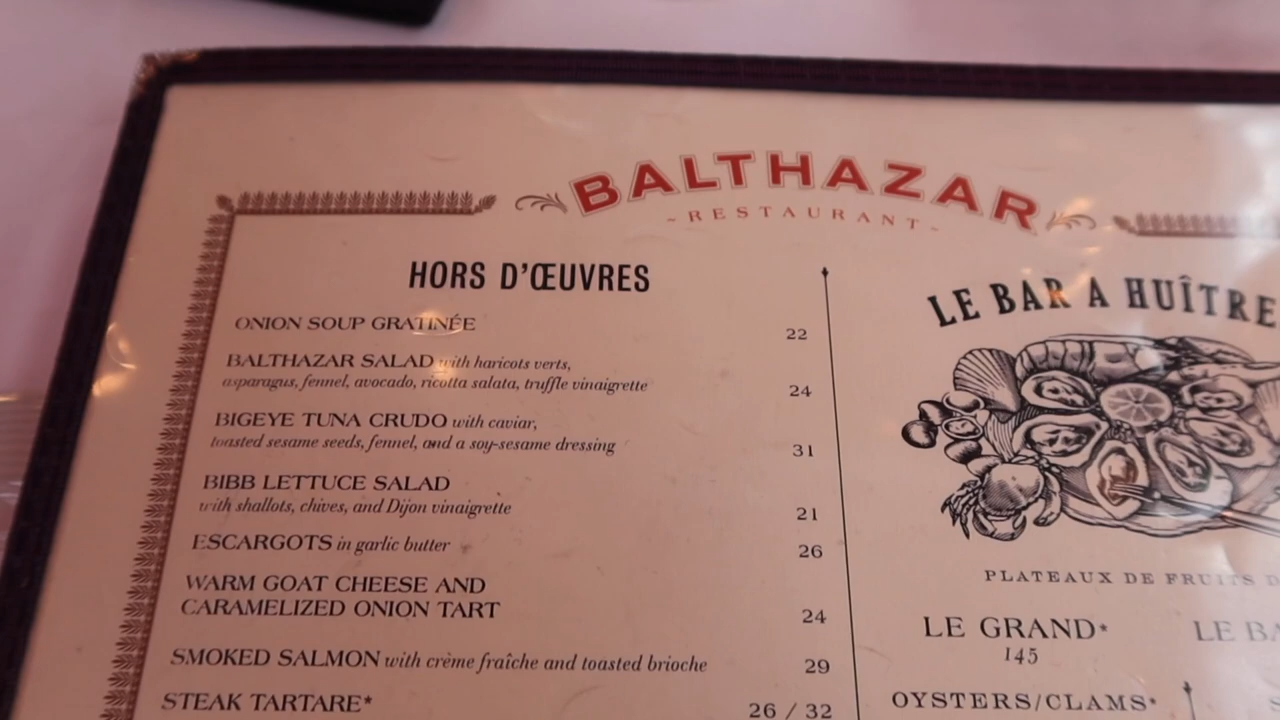 BALTHAZAR
~RESTAURANT~
HORS D'ŒUVRES
ONION SOUP GRATINÉE 22
BALTHAZAR SALAD with haricots verts,
asparagus, fennel, avocado, ricotta salata, truffle vinaigrette 24
BIGEYE TUNA CRUDO with caviar,
toasted sesame seeds, fennel, and a soy-sesame dressing 31
BIBB LETTUCE SALAD
with shallots, chives, and Dijon vinaigrette 21
ESCARGOTS in garlic butter 26
WARM GOAT CHEESE AND
CARAMELIZED ONION TART 24
SMOKED SALMON with crème fraîche and toasted brioche 29
STEAK TARTARE* 26 / 32
LE BAR A HUÎTRE
PLATEAUX DE FRUITS D
LE GRAND* LE BA
145
OYSTERS/CLAMS*